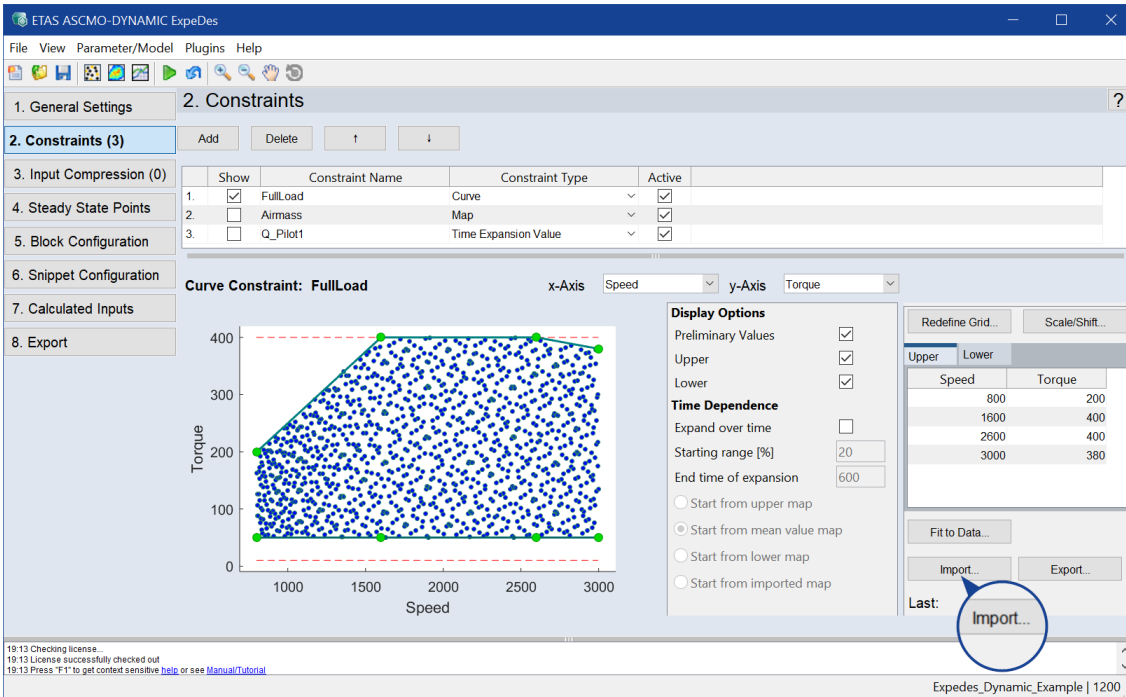 ETAS ASCMO-DYNAMIC ExpeDes
File View Parameter/Model Plugins Help
1. General Settings
2. Constraints (3)
3. Input Compression (0)
4. Steady State Points
5. Block Configuration
6. Snippet Configuration
7. Calculated Inputs
8. Export
2. Constraints
?
Add Delete ↑ ↓
Show Constraint Name Constraint Type Active
1. FullLoad Curve
2. Airmass Map
3. Q_Pilot1 Time Expansion Value
Curve Constraint: FullLoad
x-Axis Speed y-Axis Torque
400
300
200
100
0
Torque
1000 1500 2000 2500 3000
Speed
Display Options
Preliminary Values
Upper
Lower
Time Dependence
Expand over time
Starting range [%] 20
End time of expansion 600
Start from upper map
Start from mean value map
Start from lower map
Start from imported map
Redefine Grid... Scale/Shift...
Upper Lower
Speed Torque
800 200
1600 400
2600 400
3000 380
Fit to Data...
Import... Export...
Last:
Import...
19:13 Checking license...
19:13 License successfully checked out
19:13 Press "F1" to get context sensitive help or see Manual/Tutorial
Expedes_Dynamic_Example | 1200